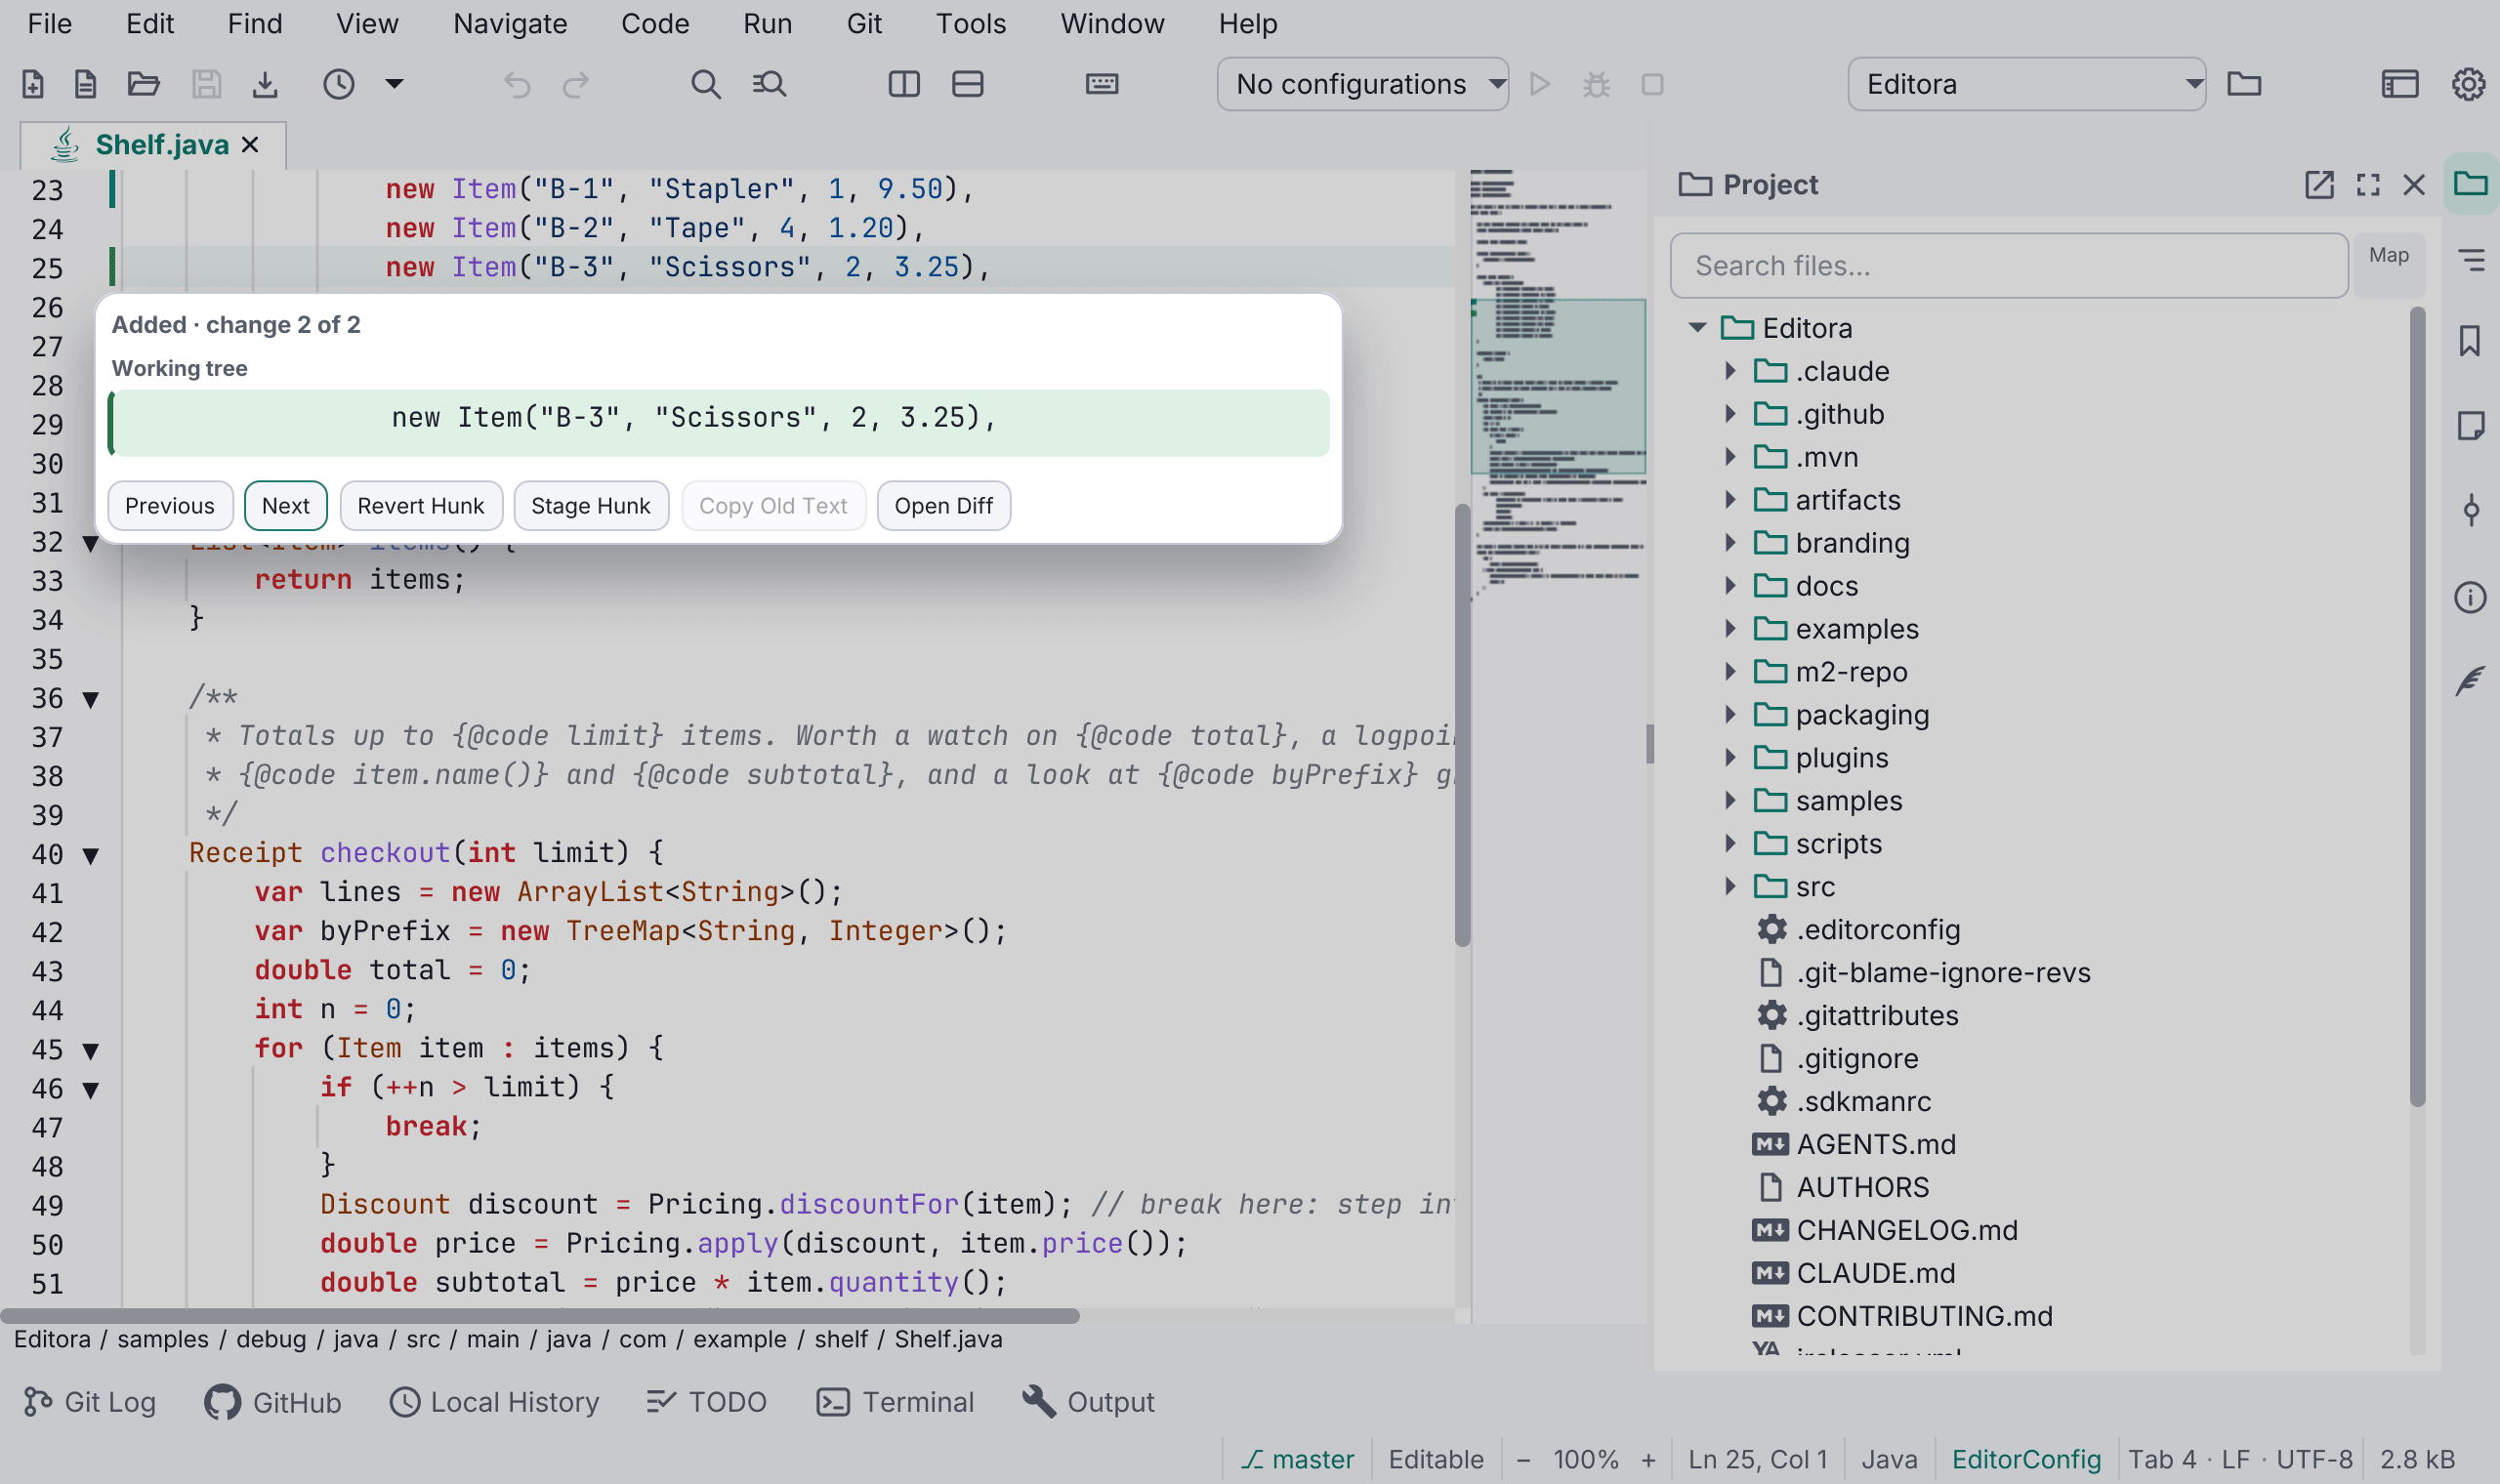 File Edit Find View Navigate Code Run Git Tools Window Help
No configurations Editora
Shelf.java
23 new Item("B-1", "Stapler", 1, 9.50),
24 new Item("B-2", "Tape", 4, 1.20),
25 new Item("B-3", "Scissors", 2, 3.25),
26
27
28
29
30
31
Added · change 2 of 2
Working tree
new Item("B-3", "Scissors", 2, 3.25),
Previous Next Revert Hunk Stage Hunk Copy Old Text Open Diff
32 List<Item> items() {
33 return items;
34 }
35
36 /**
37 * Totals up to {@code limit} items. Worth a watch on {@code total}, a
38 * {@code item.name()} and {@code subtotal}, and a look at {@code byPrefix}
39 */
40 Receipt checkout(int limit) {
41 var lines = new ArrayList<String>();
42 var byPrefix = new TreeMap<String, Integer>();
43 double total = 0;
44 int n = 0;
45 for (Item item : items) {
46 if (++n > limit) {
47 break;
48 }
49 Discount discount = Pricing.discountFor(item); // break here: step
50 double price = Pricing.apply(discount, item.price());
51 double subtotal = price * item.quantity();
Editora / samples / debug / java / src / main / java / com / example / shelf / Shelf.java
Project
Search files...
Map
Editora
.claude
.github
.mvn
artifacts
branding
docs
examples
m2-repo
packaging
plugins
samples
scripts
src
.editorconfig
.git-blame-ignore-revs
.gitattributes
.gitignore
.sdkmanrc
AGENTS.md
AUTHORS
CHANGELOG.md
CLAUDE.md
CONTRIBUTING.md
Git Log GitHub Local History TODO Terminal Output
master Editable − 100% + Ln 25, Col 1 Java EditorConfig Tab 4 · LF · UTF-8 2.8 kB